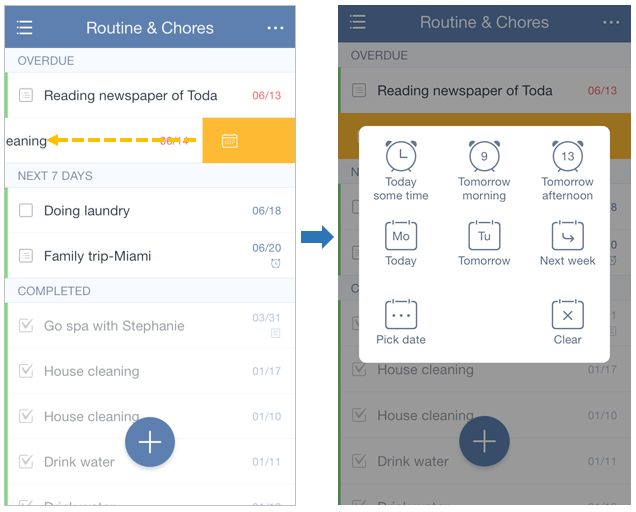 Routine & Chores
OVERDUE
Reading newspaper of Toda 06/13
eaning 06/14
NEXT 7 DAYS
Doing laundry 06/18
Family trip-Miami 06/20
COMPLETED
Go spa with Stephanie 03/31
House cleaning 01/17
House cleaning 01/10
Drink water 01/11
Routine & Chores
OVERDUE
Reading newspaper of Toda 06/13
Today some time
9
Tomorrow morning
13
Tomorrow afternoon
Mo
Today
Tu
Tomorrow
Next week
Pick date
Clear
House cleaning 01/17
House cleaning 01/10
Drink water 01/11